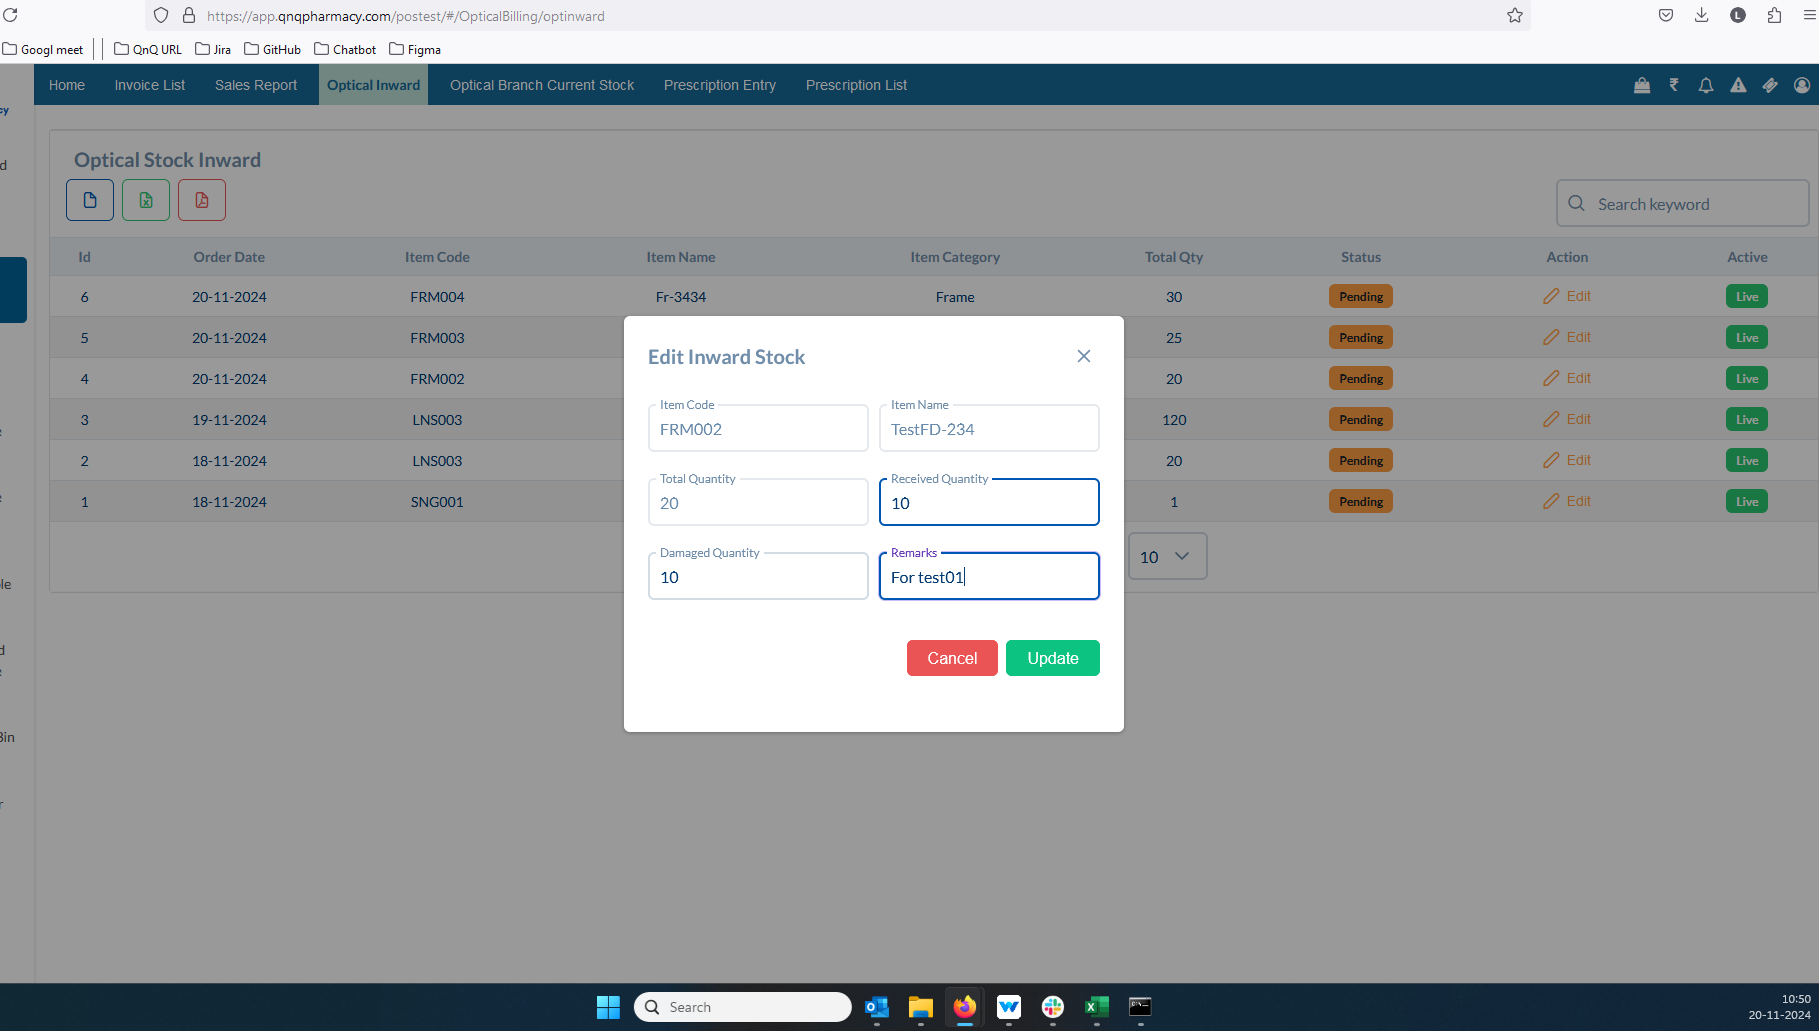 https://app.qnqpharmacy.com/postest/#/OpticalBilling/optinward
Googl meet QnQ URL Jira GitHub Chatbot Figma
Home Invoice List Sales Report Optical Inward Optical Branch Current Stock Prescription Entry Prescription List
Optical Stock Inward
Search keyword
Id Order Date Item Code Item Name Item Category Total Qty Status Action Active
6 20-11-2024 FRM004 Fr-3434 Frame 30 Pending Edit Live
5 20-11-2024 FRM003 25 Pending Edit Live
4 20-11-2024 FRM002 20 Pending Edit Live
3 19-11-2024 LNS003 120 Pending Edit Live
2 18-11-2024 LNS003 20 Pending Edit Live
1 18-11-2024 SNG001 1 Pending Edit Live
10
Edit Inward Stock
Item Code Item Name
FRM002 TestFD-234
Total Quantity Received Quantity
20 10
Damaged Quantity Remarks
10 For test01
Cancel Update
Bin
Search
10:50
20-11-2024